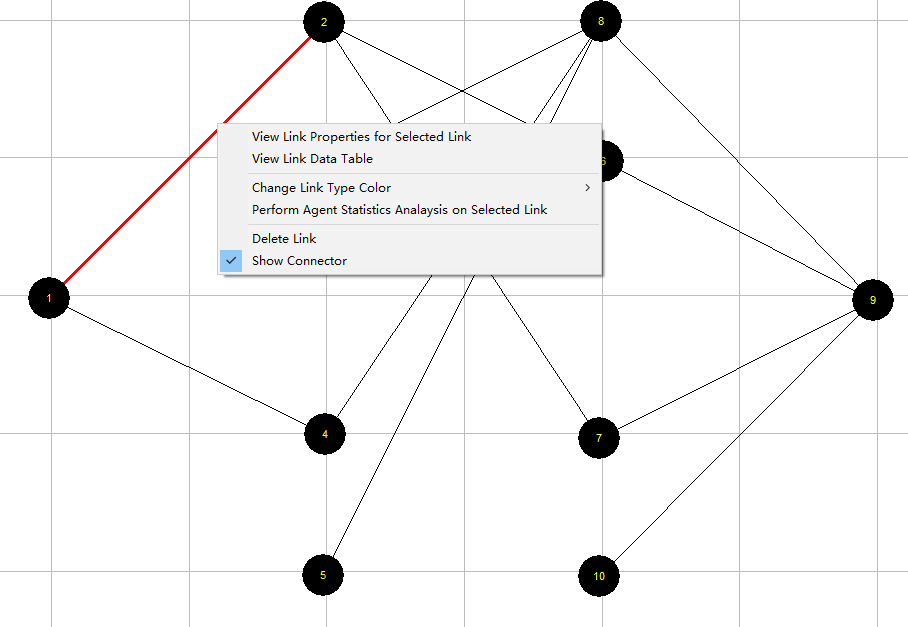 2
8
View Link Properties for Selected Link
View Link Data Table
6
Change Link Type Color
Perform Agent Statistics Analaysis on Selected Link
Delete Link
Show Connector
1
9
4
7
5
10